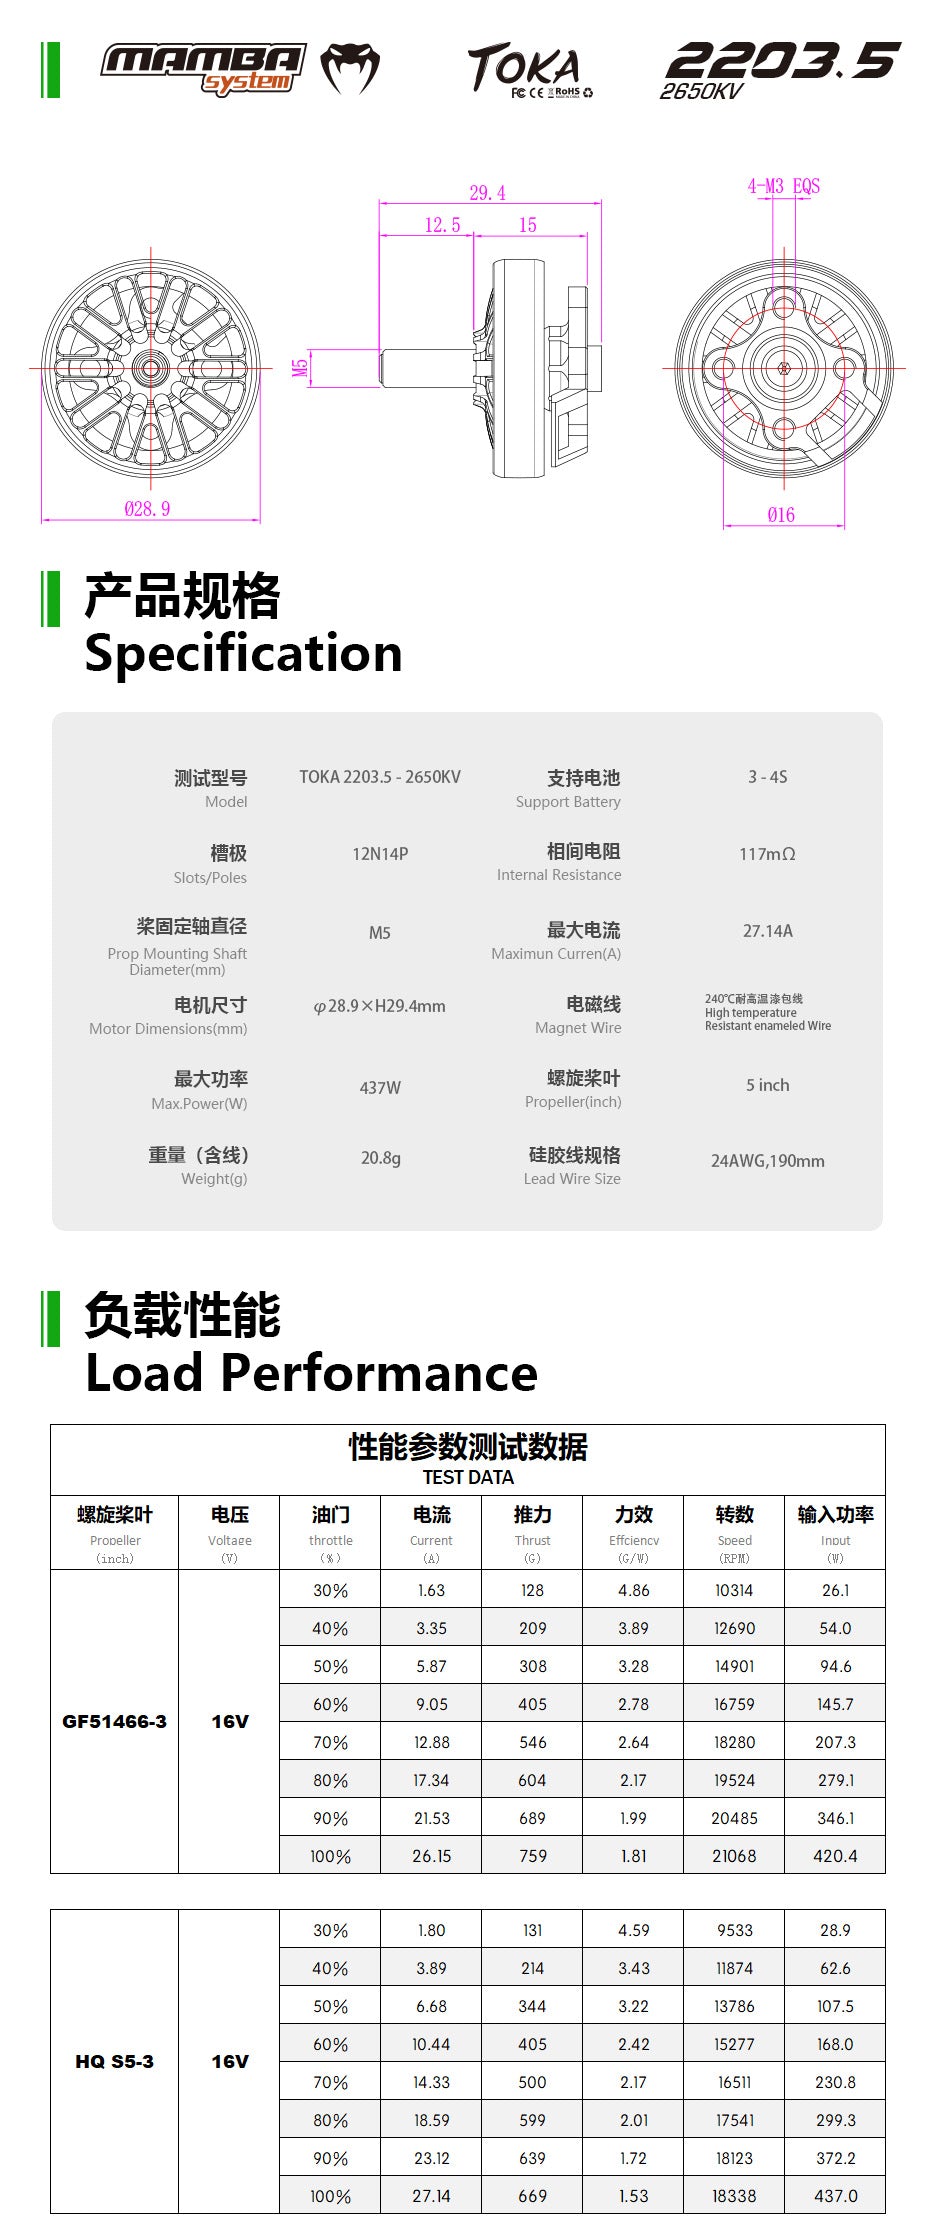 MAMBA
system
TOKA
FC CE RoHS
2203.5
2650KV
29.4
12.5
15
4-M3 EQS
M5
Ø28.9
Ø16
产品规格
Specification
测试型号
Model
TOKA 2203.5 - 2650KV
支持电池
Support Battery
3 - 4S
槽极
Slots/Poles
12N14P
相间电阻
Internal Resistance
117mΩ
桨固定轴直径
Prop Mounting Shaft
Diameter(mm)
M5
最大电流
Maximun Curren(A)
27.14A
电机尺寸
Motor Dimensions(mm)
φ28.9×H29.4mm
电磁线
Magnet Wire
240℃耐高温漆包线
High temperature
Resistant enameled Wire
最大功率
Max.Power(W)
437W
螺旋桨叶
Propeller(inch)
5 inch
重量（含线）
Weight(g)
20.8g
硅胶线规格
Lead Wire Size
24AWG,190mm
负载性能
Load Performance
性能参数测试数据
TEST DATA
螺旋桨叶 电压 油门 电流 推力 力效 转数 输入功率
Propeller Voltage throttle Current Thrust Effciency Speed Input
(inch) (V) (%) (A) (G) (G/W) (RPM) (W)
30% 1.63 128 4.86 10314 26.1
40% 3.35 209 3.89 12690 54.0
50% 5.87 308 3.28 14901 94.6
60% 9.05 405 2.78 16759 145.7
GF51466-3 16V
70% 12.88 546 2.64 18280 207.3
80% 17.34 604 2.17 19524 279.1
90% 21.53 689 1.99 20485 346.1
100% 26.15 759 1.81 21068 420.4
30% 1.80 131 4.59 9533 28.9
40% 3.89 214 3.43 11874 62.6
50% 6.68 344 3.22 13786 107.5
60% 10.44 405 2.42 15277 168.0
HQ S5-3 16V
70% 14.33 500 2.17 16511 230.8
80% 18.59 599 2.01 17541 299.3
90% 23.12 639 1.72 18123 372.2
100% 27.14 669 1.53 18338 437.0